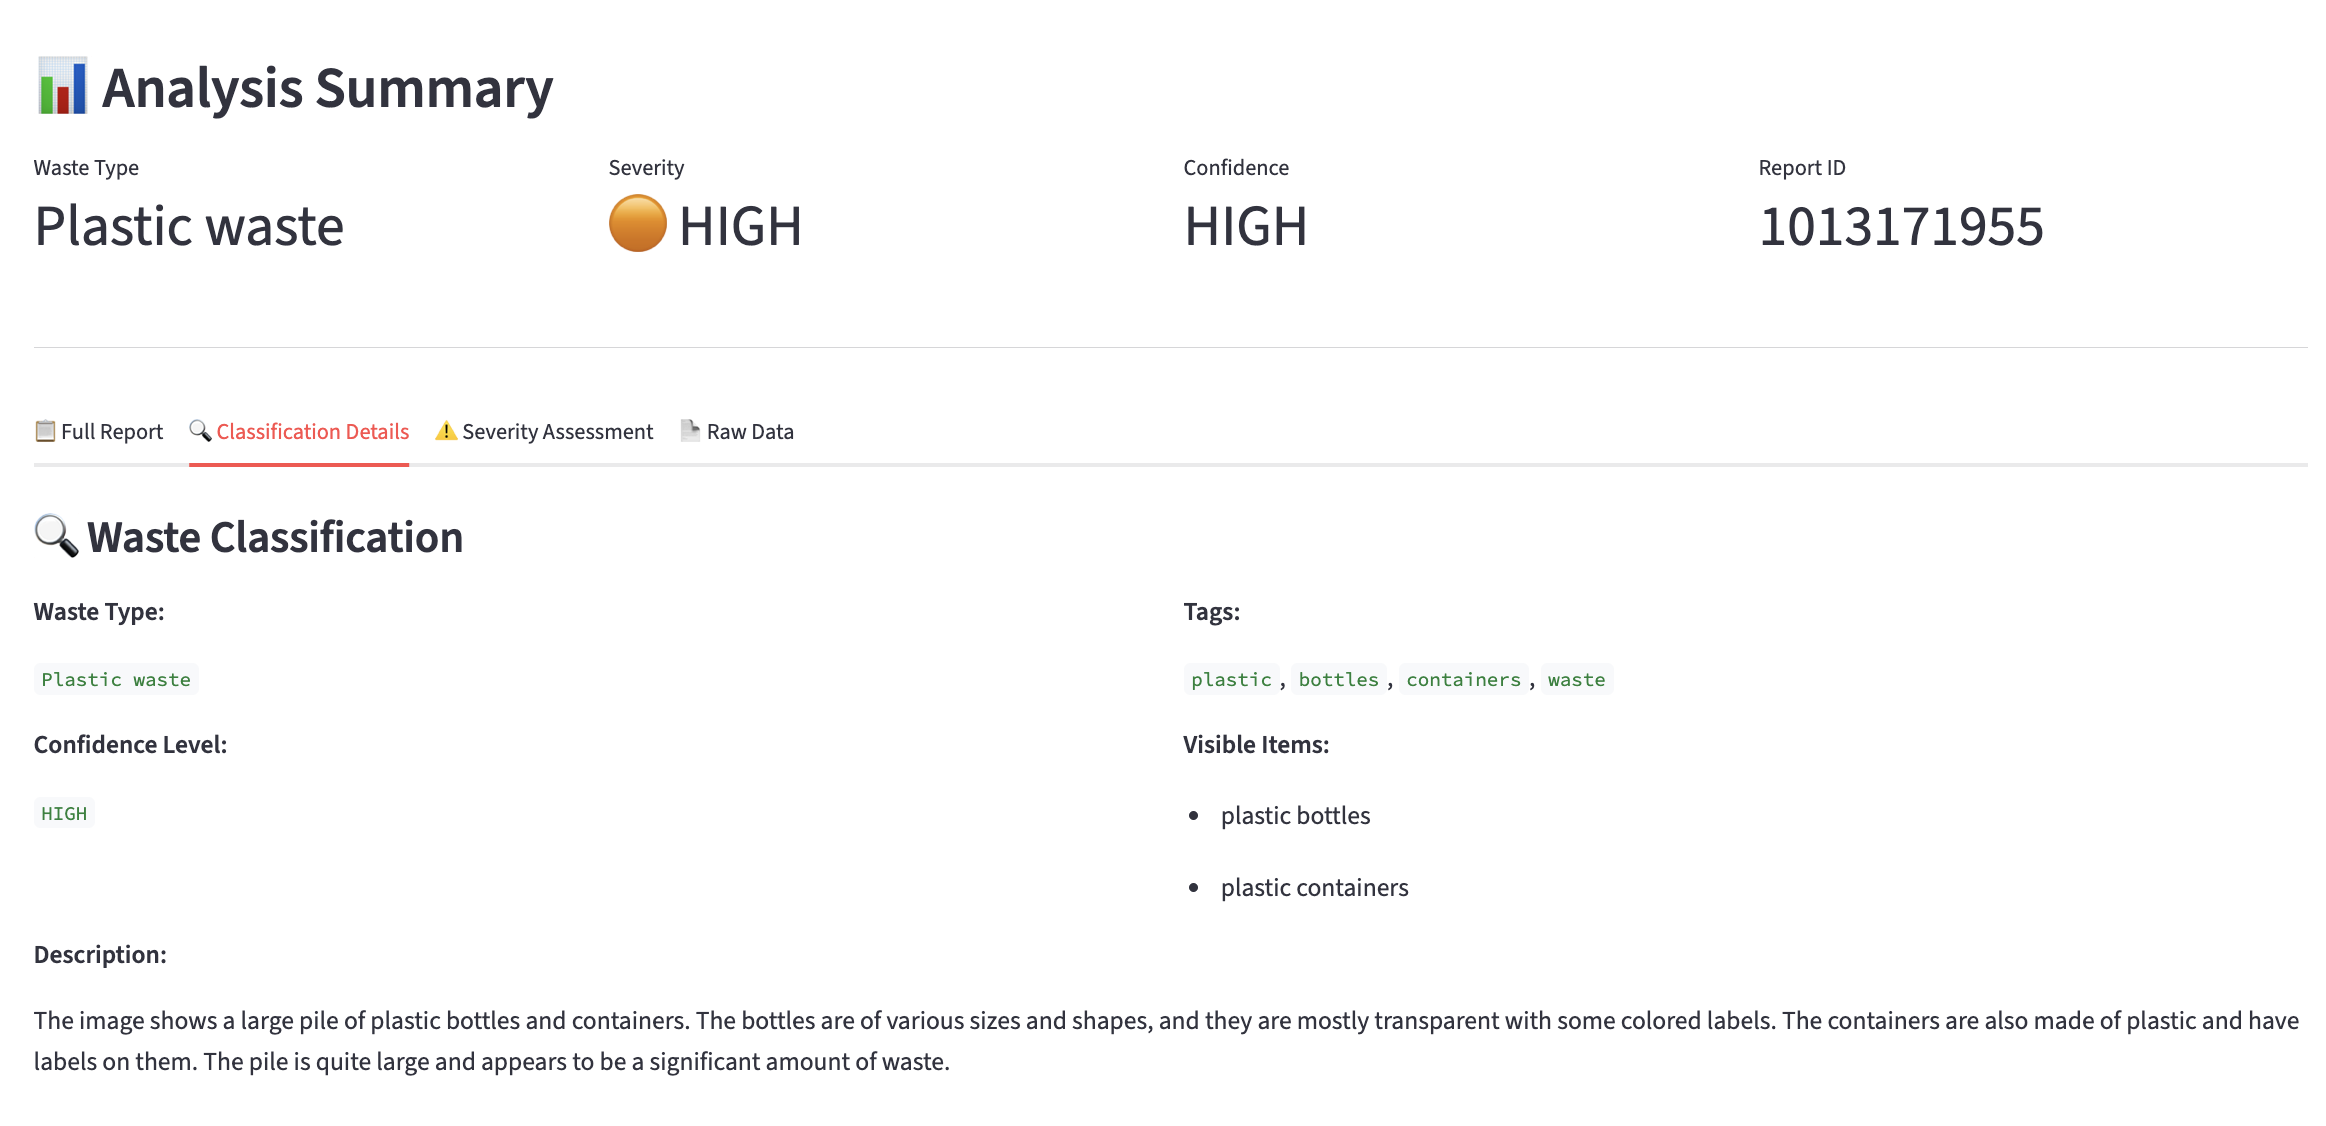 Analysis Summary
Waste Type
Plastic waste
Severity
HIGH
Confidence
HIGH
Report ID
1013171955
Full Report
Classification Details
Severity Assessment
Raw Data
Waste Classification
Waste Type:
Plastic waste
Confidence Level:
HIGH
Tags:
plastic, bottles, containers, waste
Visible Items:
• plastic bottles
• plastic containers
Description:
The image shows a large pile of plastic bottles and containers. The bottles are of various sizes and shapes, and they are mostly transparent with some colored labels. The containers are also made of plastic and have
labels on them. The pile is quite large and appears to be a significant amount of waste.